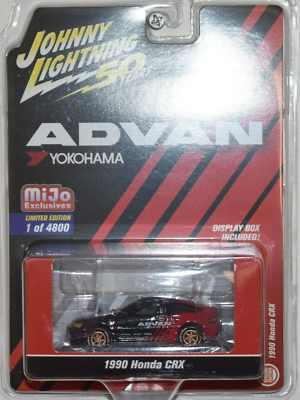 JOHNNY
LIGHTNING
50
YEARS
ADVAN
YOKOHAMA
MiJo
Exclusives
LIMITED EDITION
1 of 4800
DISPLAY BOX
INCLUDED!
ADVAN
1990 Honda CRX
1990 Honda CRX